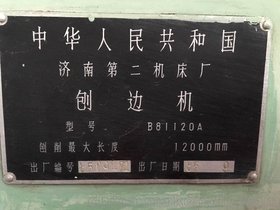 中华人民共和国
济南第二机床厂
刨边机
型号 B81120A
刨削最大长度 12000mm
出厂编号 出厂日期